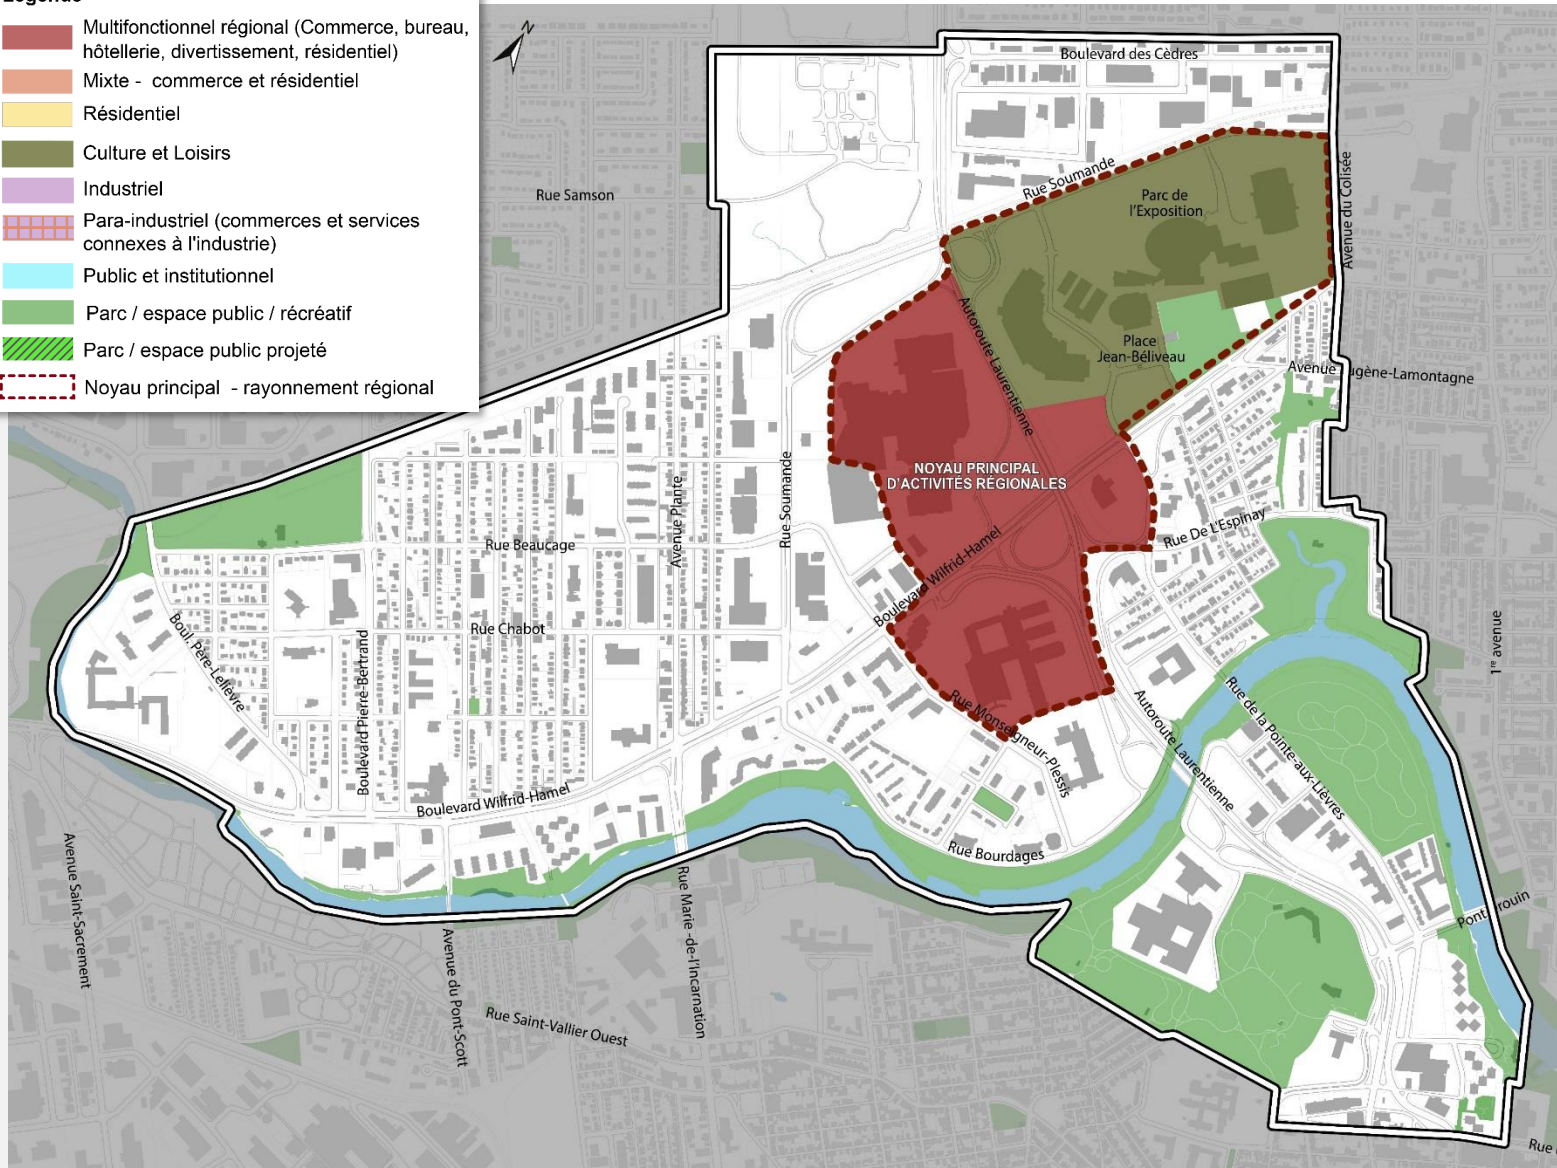 Légende
Multifonctionnel régional (Commerce, bureau,
hôtellerie, divertissement, résidentiel)
Mixte - commerce et résidentiel
Résidentiel
Culture et Loisirs
Industriel
Para-industriel (commerces et services
connexes à l'industrie)
Public et institutionnel
Parc / espace public / récréatif
Parc / espace public projeté
Noyau principal - rayonnement régional
N
Boulevard des Cèdres
Rue Soumande
Rue Samson
Parc de
l'Exposition
Avenue du Colisée
Autoroute Laurentienne
Place
Jean-Béliveau
Avenue Eugène-Lamontagne
NOYAU PRINCIPAL
D'ACTIVITÉS RÉGIONALES
Rue Soumande
Avenue Plante
Rue Beaucage
Rue De L'Espinay
Boulevard Wilfrid-Hamel
Rue Chabot
Boul. Père-Lelièvre
Boulevard Pierre-Bertrand
1re avenue
Rue Monseigneur-Plessis
Autoroute Laurentienne
Rue de la Pointe-aux-Lièvres
Boulevard Wilfrid-Hamel
Rue Bourdages
Avenue Saint-Sacrement
Rue Marie-de-l'Incarnation
Pont Drouin
Avenue du Pont-Scott
Rue Saint-Vallier Ouest
Rue